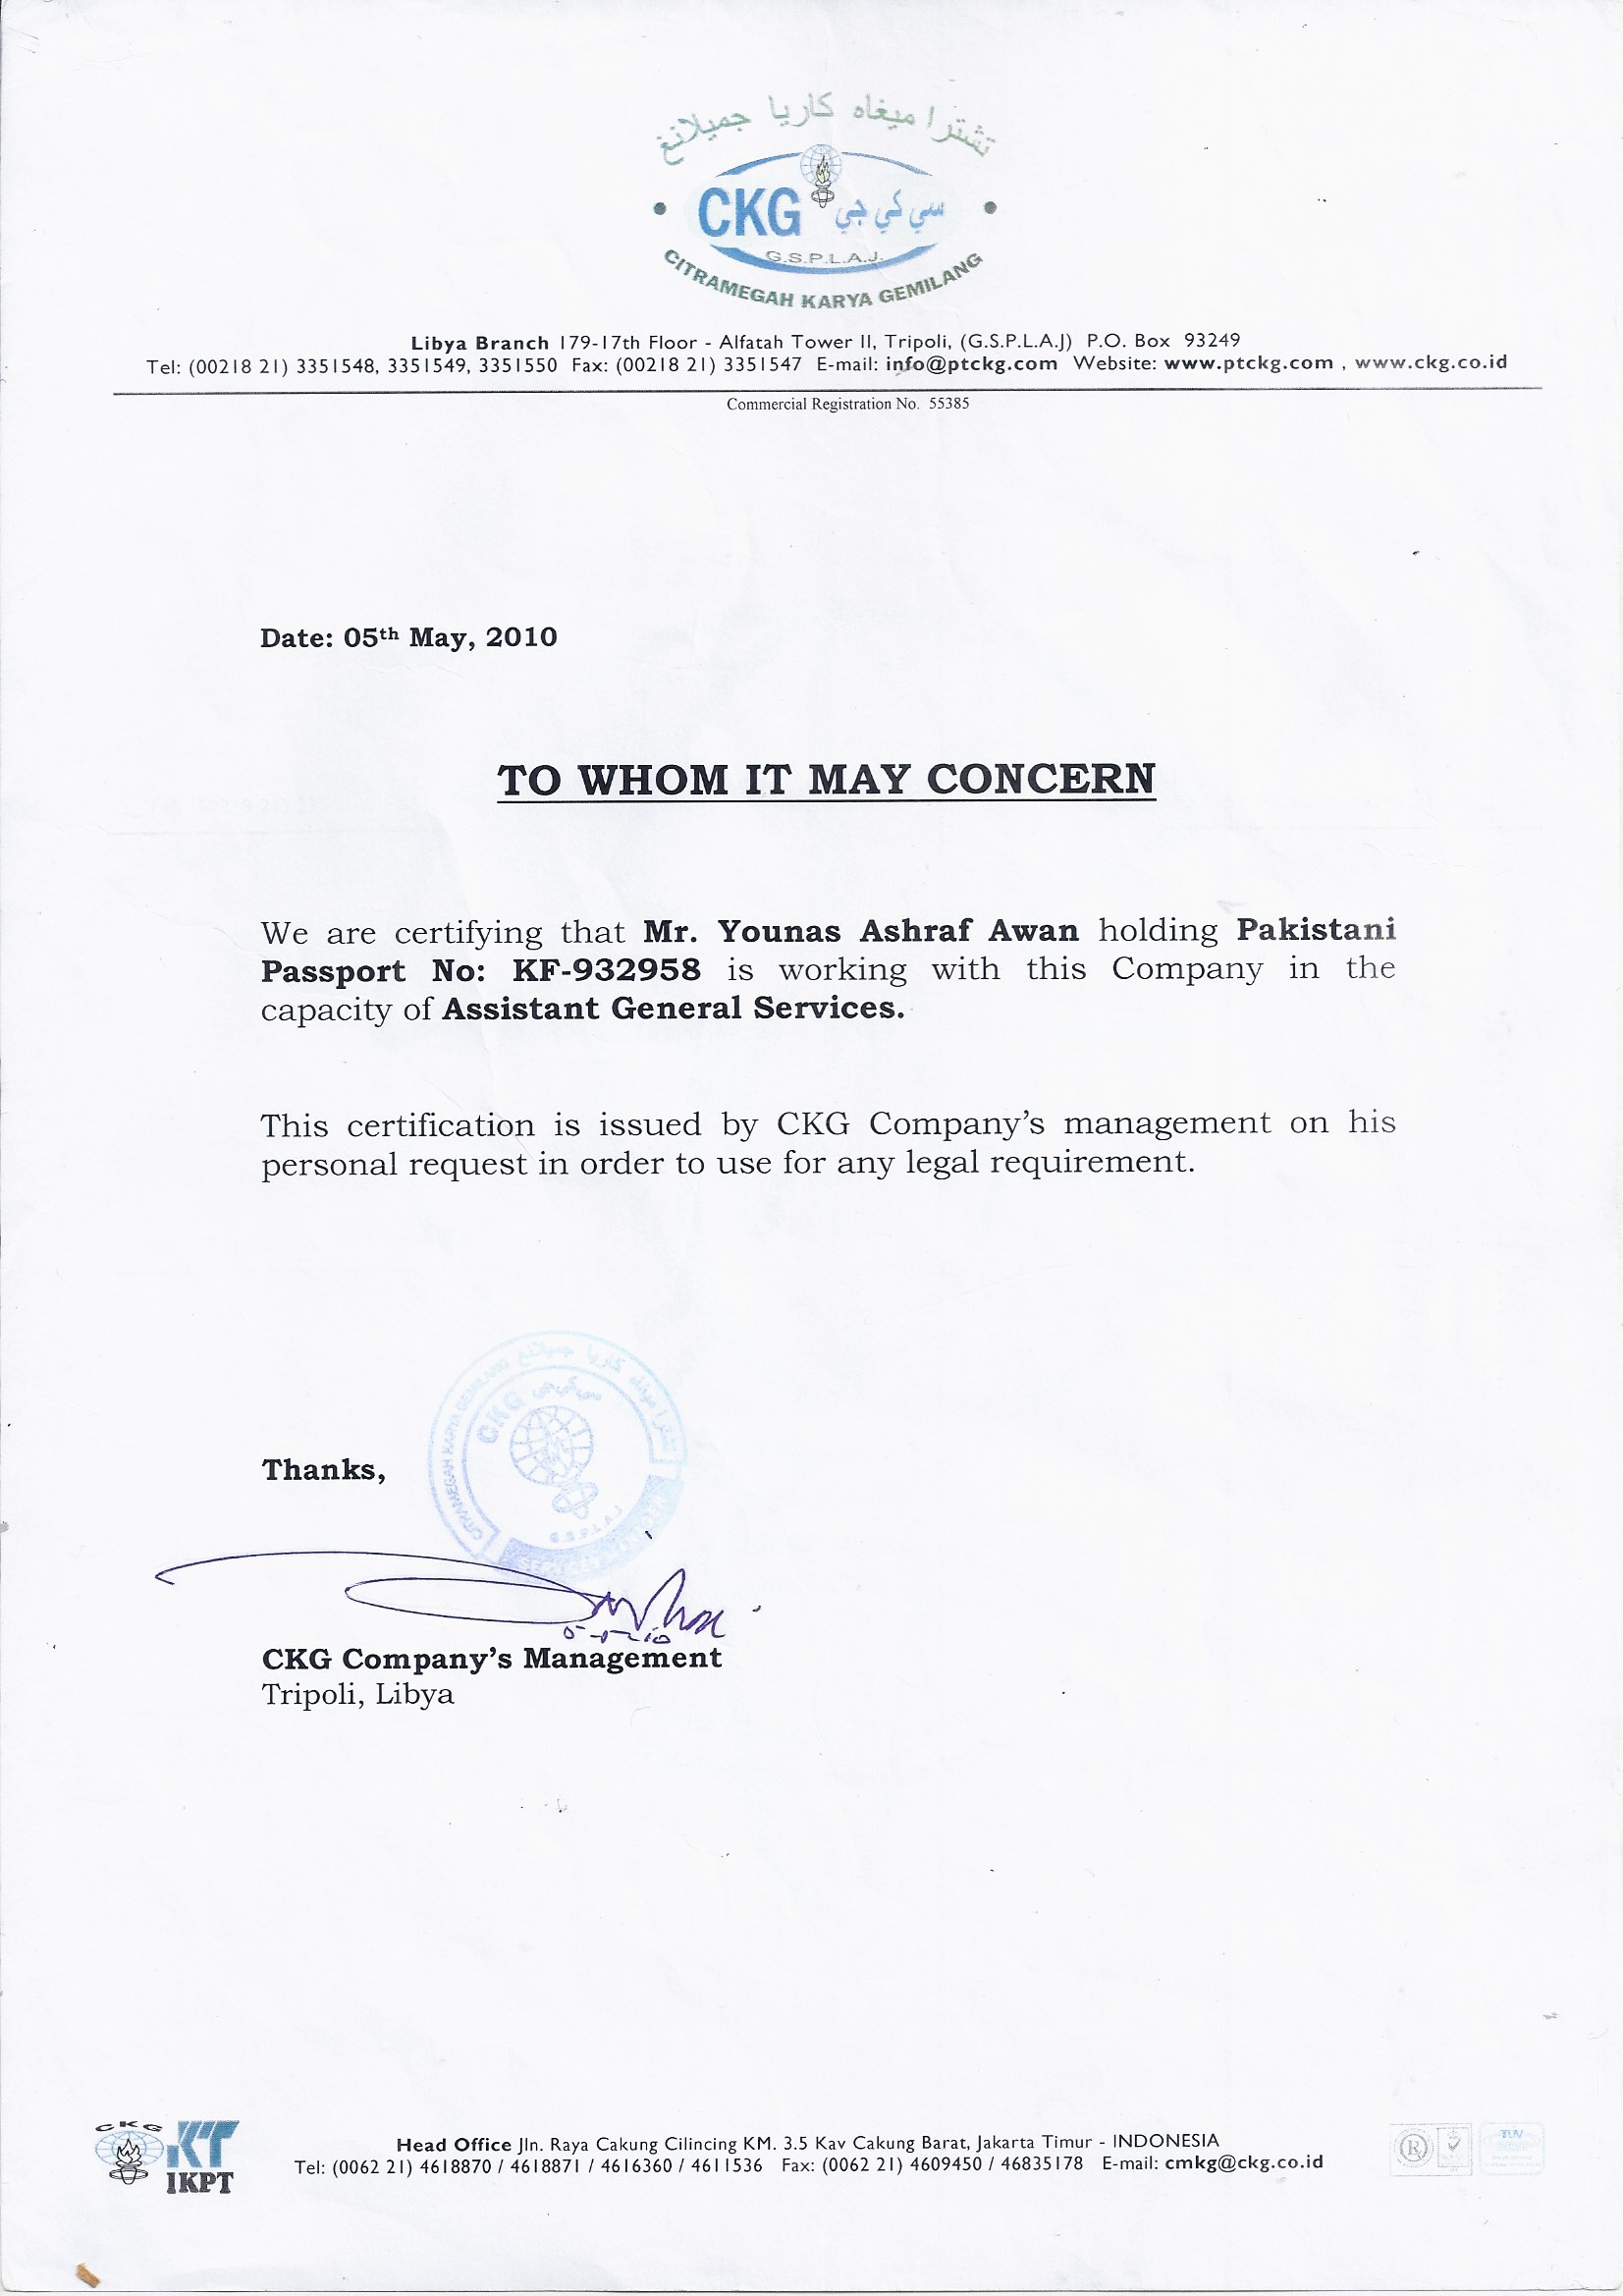 تشترا ميغاه كاريا جميلانغ
CKG سي كي جي
G.S.P.L.A.J.
CITRAMEGAH KARYA GEMILANG
Libya Branch 179-17th Floor - Alfatah Tower II, Tripoli, (G.S.P.L.A.J) P.O. Box 93249
Tel: (00218 21) 3351548, 3351549, 3351550 Fax: (00218 21) 3351547 E-mail: info@ptckg.com Website: www.ptckg.com , www.ckg.co.id
Commercial Registration No. 55385
Date: 05th May, 2010
TO WHOM IT MAY CONCERN
We are certifying that Mr. Younas Ashraf Awan holding Pakistani
Passport No: KF-932958 is working with this Company in the
capacity of Assistant General Services.
This certification is issued by CKG Company's management on his
personal request in order to use for any legal requirement.
تشترا ميغاه كاريا جميلانغ
CITRAMEGAH KARYA GEMILANG
CKG سي كي جي
Thanks,
CKG Company's Management
Tripoli, Libya
CKG
KT
IKPT
Head Office Jln. Raya Cakung Cilincing KM. 3.5 Kav Cakung Barat, Jakarta Timur - INDONESIA
Tel: (0062 21) 4618870 / 4618871 / 4616360 / 4611536 Fax: (0062 21) 4609450 / 46835178 E-mail: cmkg@ckg.co.id
R
TUV